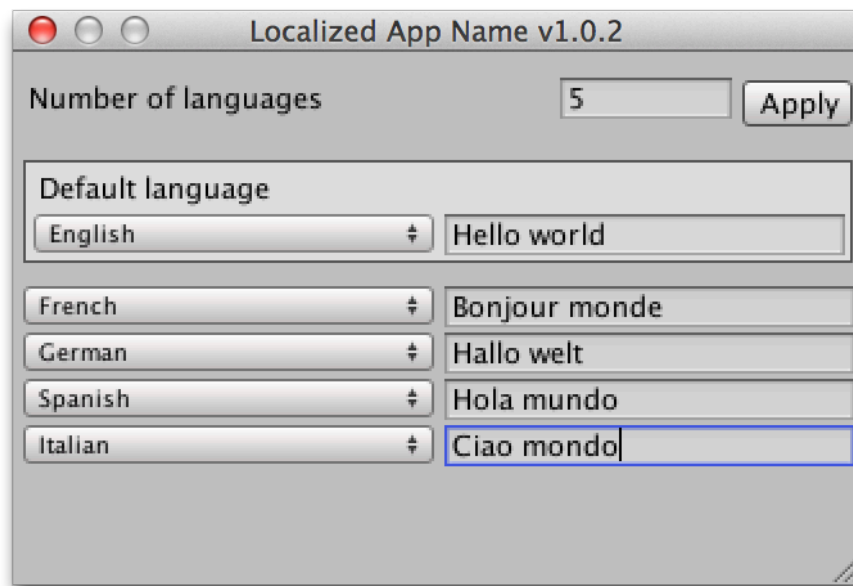 Localized App Name v1.0.2
Number of languages 5 Apply
Default language
English Hello world
French Bonjour monde
German Hallo welt
Spanish Hola mundo
Italian Ciao mondo